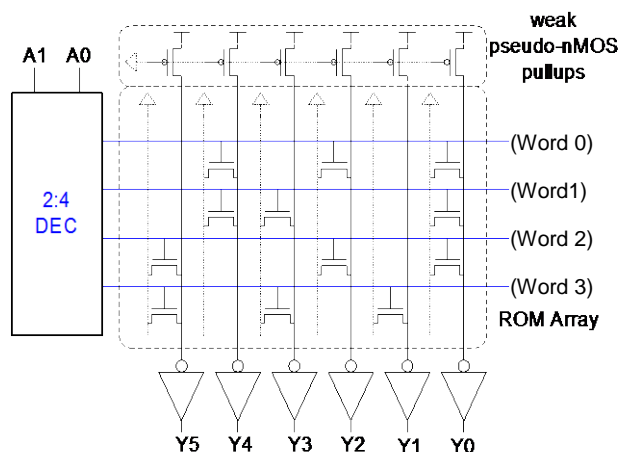 weak
pseudo-nMOS
pullups
A1 A0
2:4
DEC
(Word 0)
(Word1)
(Word 2)
(Word 3)
ROM Array
Y5 Y4 Y3 Y2 Y1 Y0